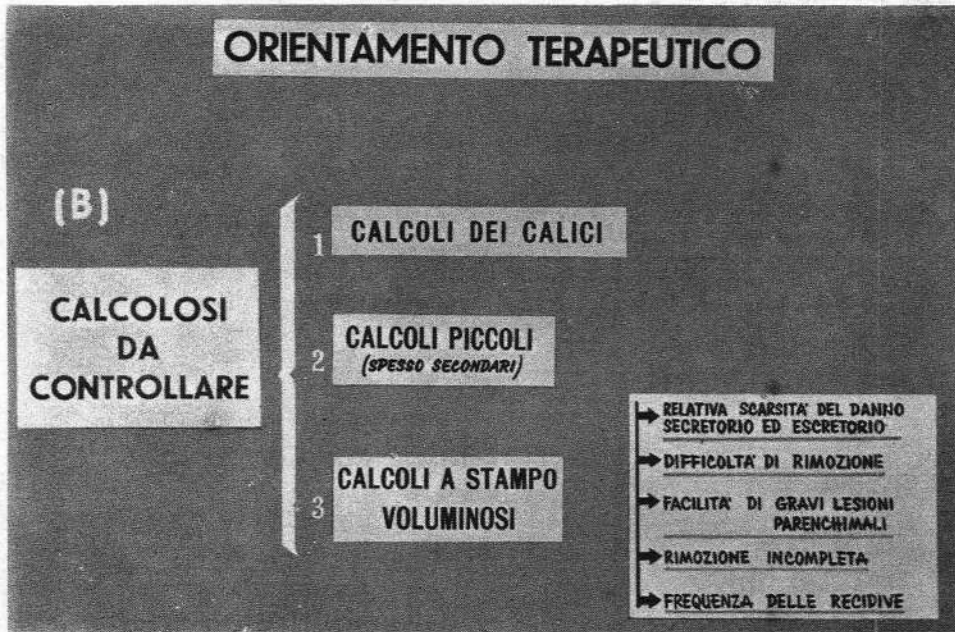 ORIENTAMENTO TERAPEUTICO
(B)
CALCOLOSI
DA
CONTROLLARE
1 CALCOLI DEI CALICI
2 CALCOLI PICCOLI
(SPESSO SECONDARI)
3 CALCOLI A STAMPO
VOLUMINOSI
RELATIVA SCARSITA' DEL DANNO
SECRETORIO ED ESCRETORIO
DIFFICOLTA' DI RIMOZIONE
FACILITA' DI GRAVI LESIONI
PARENCHIMALI
RIMOZIONE INCOMPLETA
FREQUENZA DELLE RECIDIVE